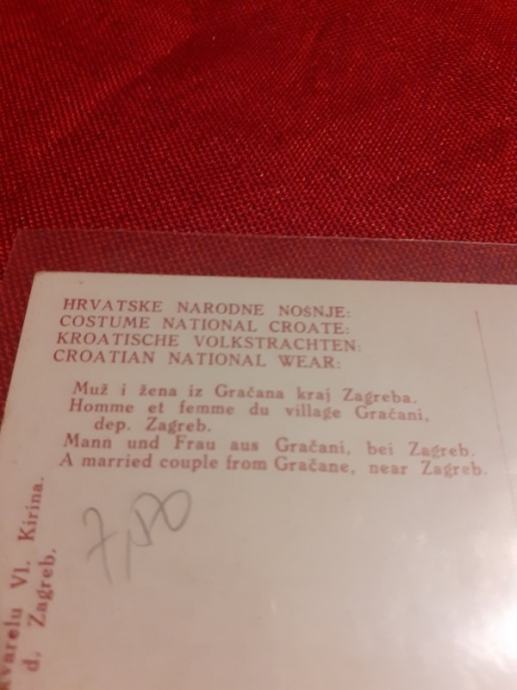 HRVATSKE NARODNE NOŠNJE:
COSTUME NATIONAL CROATE:
KROATISCHE VOLKSTRACHTEN:
CROATIAN NATIONAL WEAR:
Muž i žena iz Gračana kraj Zagreba.
Homme et femme du village Gračani,
dep. Zagreb.
Mann und Frau aus Gračani, bei Zagreb.
A married couple from Gračane, near Zagreb.
7,50
Vl. Kirina.
d. Zagreb.